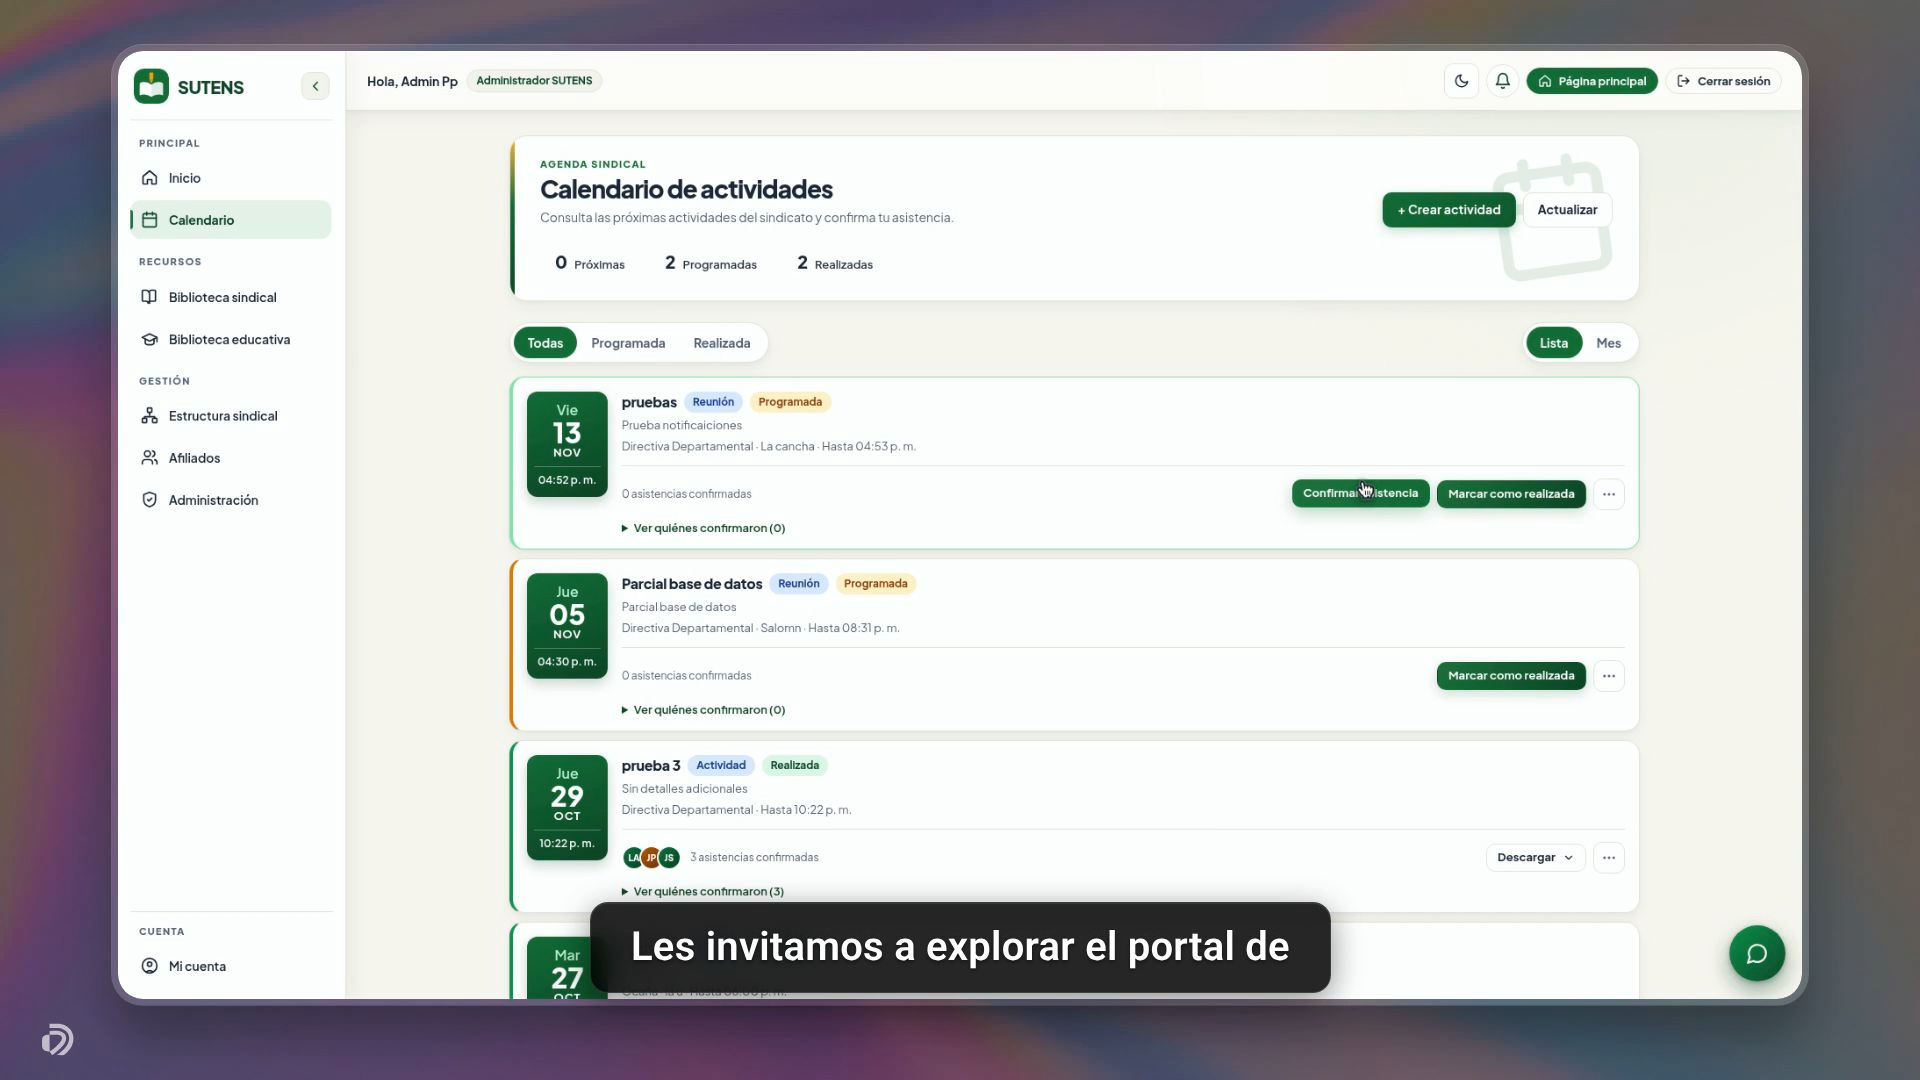 SUTENS
Hola, Admin Pp
Administrador SUTENS
Página principal
Cerrar sesión
PRINCIPAL
Inicio
Calendario
RECURSOS
Biblioteca sindical
Biblioteca educativa
GESTIÓN
Estructura sindical
Afiliados
Administración
CUENTA
Mi cuenta
AGENDA SINDICAL
Calendario de actividades
Consulta las próximas actividades del sindicato y confirma tu asistencia.
+ Crear actividad
Actualizar
0 Próximas
2 Programadas
2 Realizadas
Todas
Programada
Realizada
Lista
Mes
Vie
13
NOV
04:52 p. m.
pruebas
Reunión
Programada
Prueba notificaiciones
Directiva Departamental · La cancha · Hasta 04:53 p. m.
0 asistencias confirmadas
Marcar como realizada
Ver quiénes confirmaron (0)
Jue
05
NOV
04:30 p. m.
Parcial base de datos
Reunión
Programada
Parcial base de datos
Directiva Departamental · Salomn · Hasta 08:31 p. m.
0 asistencias confirmadas
Marcar como realizada
Ver quiénes confirmaron (0)
Jue
29
OCT
10:22 p. m.
prueba 3
Actividad
Realizada
Sin detalles adicionales
Directiva Departamental · Hasta 10:22 p. m.
LA JP JS
3 asistencias confirmadas
Descargar
Ver quiénes confirmaron (3)
Mar
27
OCT
Les invitamos a explorar el portal de